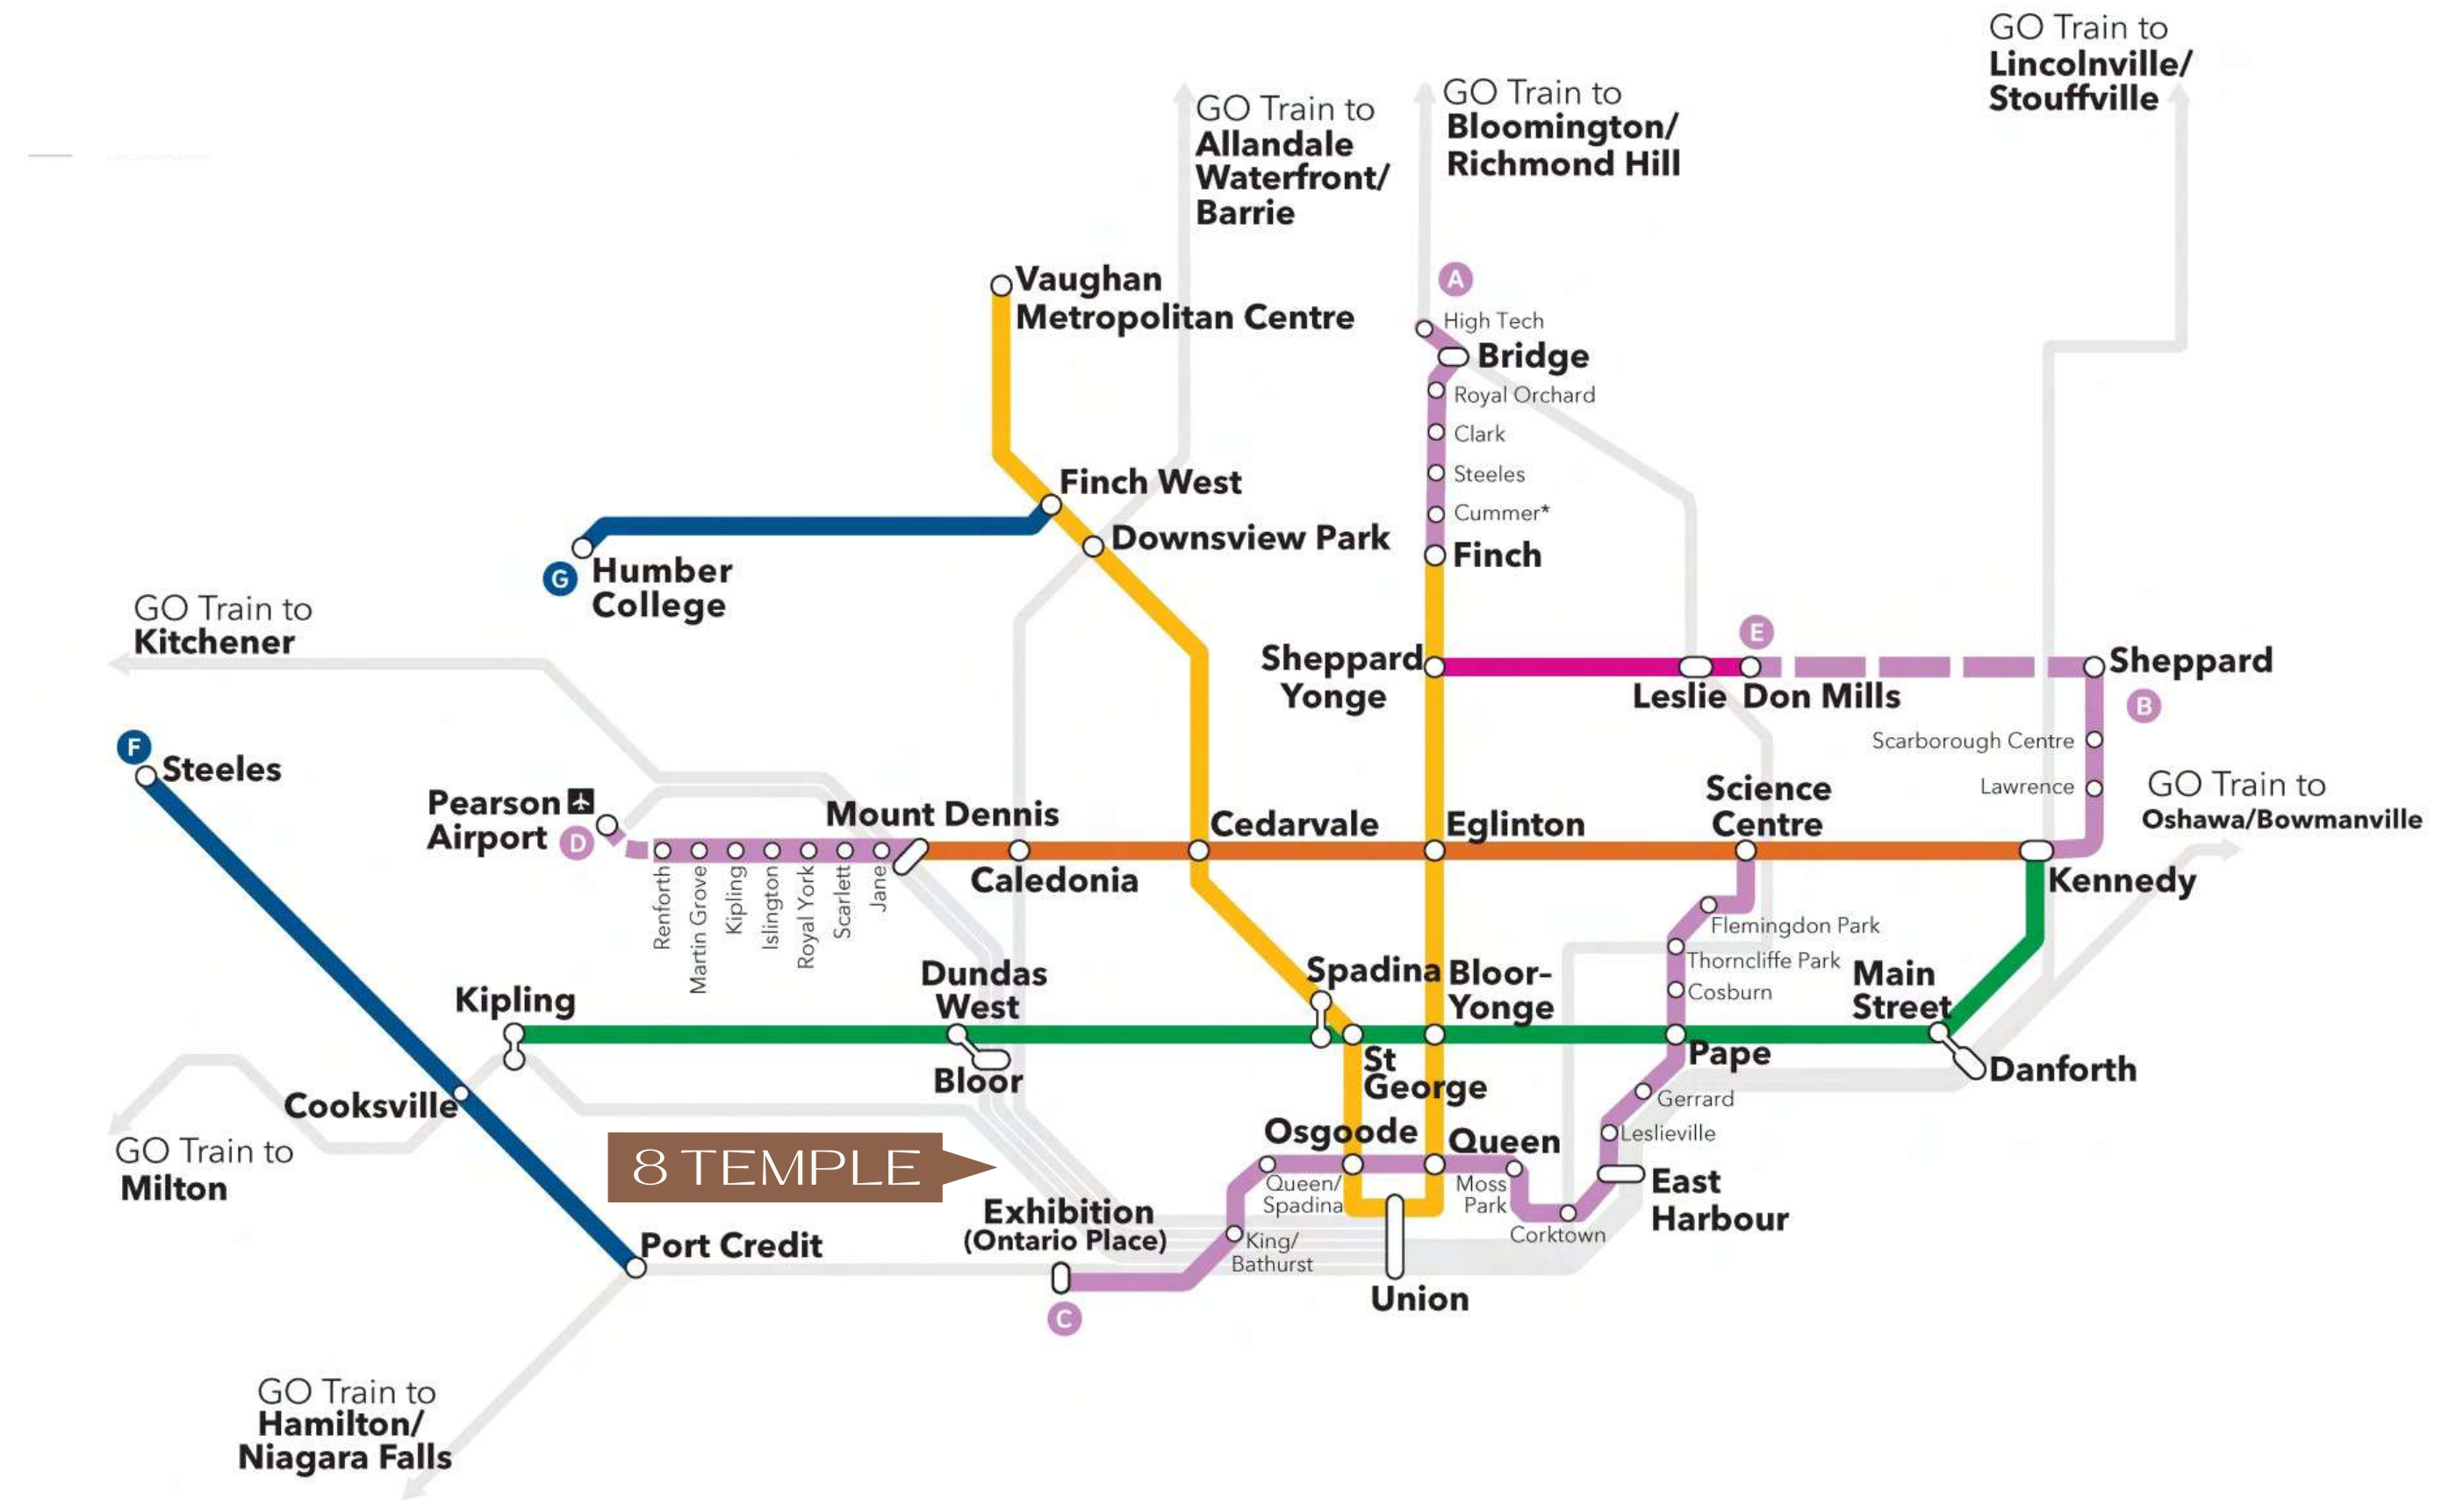 GO Train to
Lincolnville/
Stouffville
GO Train to
Allandale
Waterfront/
Barrie
GO Train to
Bloomington/
Richmond Hill
A
High Tech
Bridge
Royal Orchard
Clark
Steeles
Cummer*
Finch
Vaughan
Metropolitan Centre
Finch West
Downsview Park
G
Humber
College
GO Train to
Kitchener
Sheppard
Yonge
E
Leslie
Don Mills
Sheppard
B
Scarborough Centre
Lawrence
F
Steeles
Pearson
Airport
D
Renforth
Martin Grove
Kipling
Islington
Royal York
Scarlett
Jane
Mount Dennis
Caledonia
Cedarvale
Eglinton
Science
Centre
Kennedy
GO Train to
Oshawa/Bowmanville
Flemingdon Park
Thorncliffe Park
Cosburn
Kipling
Dundas
West
Bloor
Spadina
St
George
Bloor-
Yonge
Pape
Main
Street
Danforth
Cooksville
GO Train to
Milton
Gerrard
Leslieville
East
Harbour
8 TEMPLE
Osgoode
Queen
Queen/
Spadina
Moss
Park
Corktown
Exhibition
(Ontario Place)
C
King/
Bathurst
Union
Port Credit
GO Train to
Hamilton/
Niagara Falls